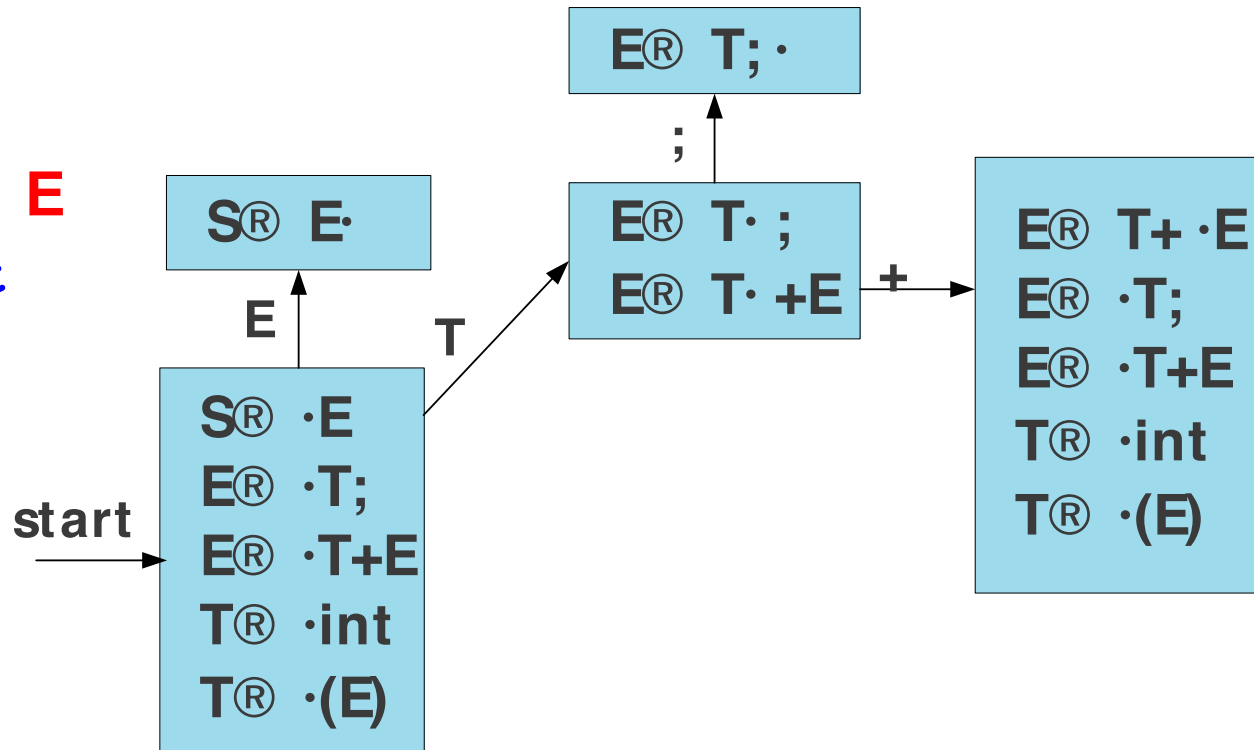 E® T; ·
;
E
S® E·
E® T· ;
E® T· +E
+
E® T+ ·E
E® ·T;
E® ·T+E
T® ·int
T® ·(E)
E
T
start
S® ·E
E® ·T;
E® ·T+E
T® ·int
T® ·(E)